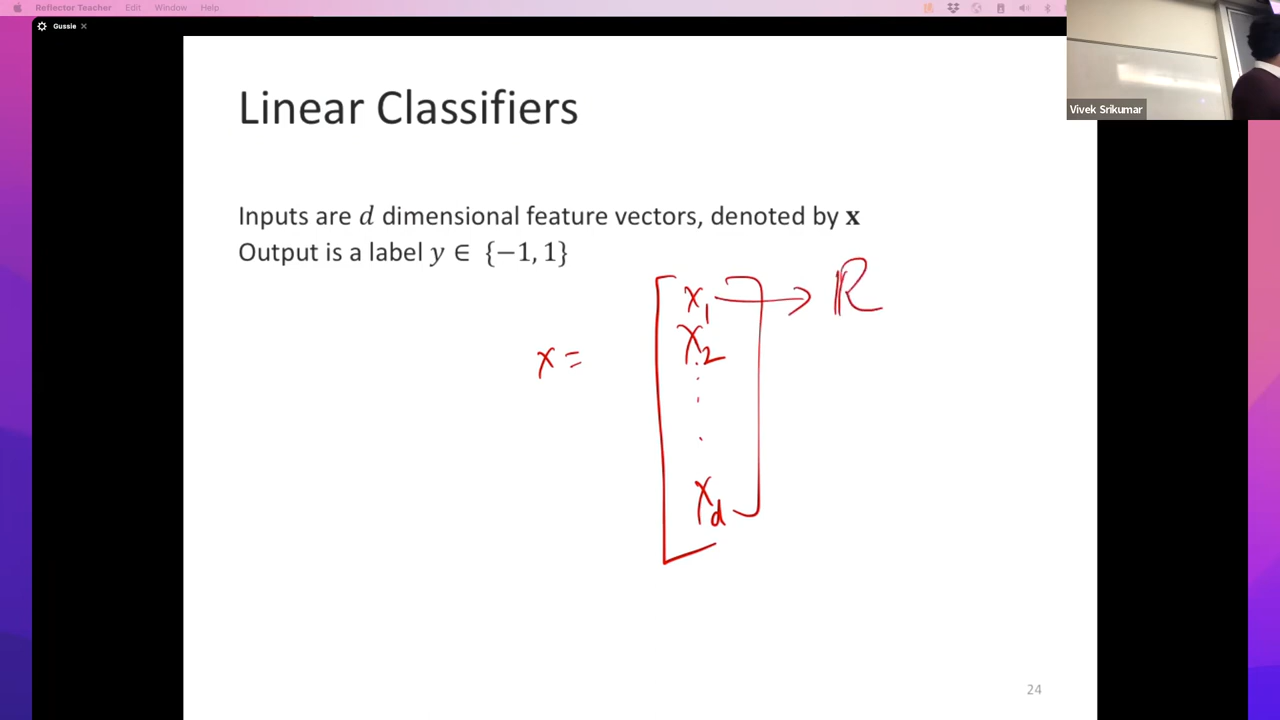 Reflector Teacher Edit Window Help
Gussie
Vivek Srikumar
Linear Classifiers
Inputs are d dimensional feature vectors, denoted by x
Output is a label y ∈ {−1, 1}
x =
x₁ → ℝ
x₂
⋮
x_d
24